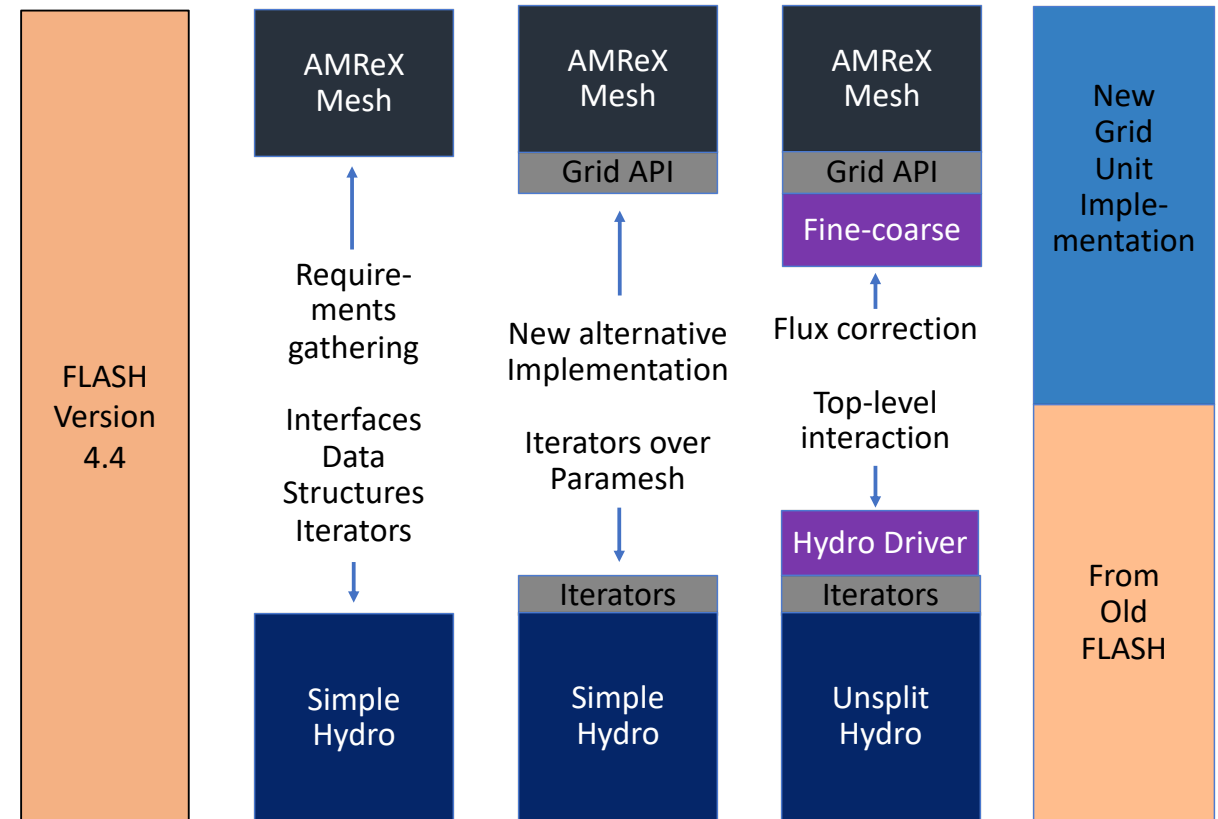 FLASH
Version
4.4
AMReX
Mesh
Require-
ments
gathering
Interfaces
Data
Structures
Iterators
Simple
Hydro
AMReX
Mesh
Grid API
New alternative
Implementation
Iterators over
Paramesh
Iterators
Simple
Hydro
AMReX
Mesh
Grid API
Fine-coarse
Flux correction
Top-level
interaction
Hydro Driver
Iterators
Unsplit
Hydro
New
Grid
Unit
Imple-
mentation
From
Old
FLASH